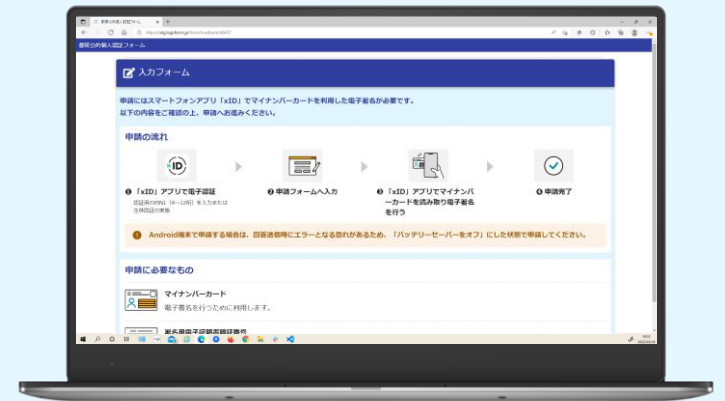 入力フォーム
申請にはスマートフォンアプリ「xID」でマイナンバーカードを利用した電子署名が必要です。
以下の内容をご確認の上、申請へお進みください。
申請の流れ
ID
❶「xID」アプリで電子認証
❷ 申請フォームへ入力
❸「xID」アプリでマイナンバ
ーカードを読み取り電子署名
を行う
❹ 申請完了
Android端末で申請する場合は、回答送信時にエラーとなる恐れがあるため、「バッテリーセーバーをオフ」にした状態で申請してください。
申請に必要なもの
マイナンバーカード
電子署名を行うために利用します。